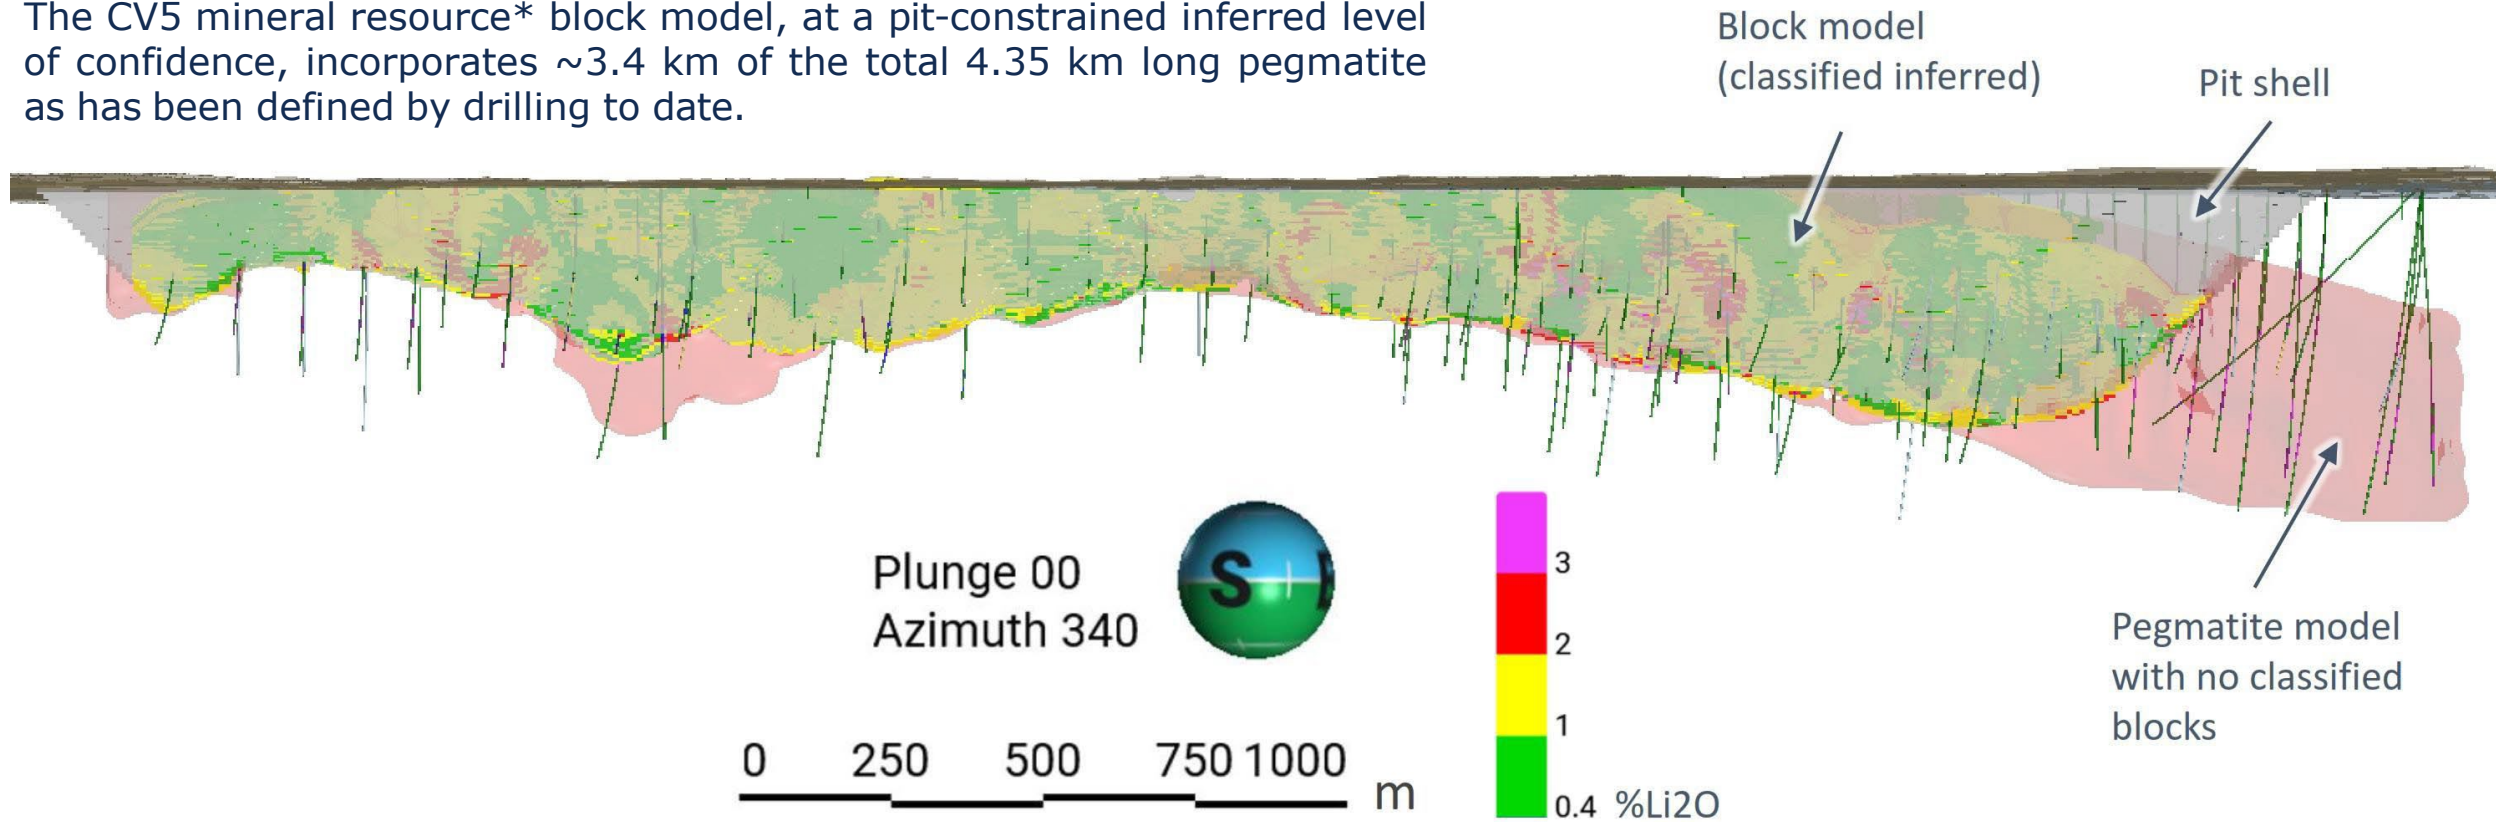 The CV5 mineral resource* block model, at a pit-constrained inferred level
of confidence, incorporates ~3.4 km of the total 4.35 km long pegmatite
as has been defined by drilling to date.
Block model
(classified inferred)
Pit shell
Plunge 00
Azimuth 340
S
3
2
1
0.4 %Li2O
Pegmatite model
with no classified
blocks
0 250 500 750 1000
m